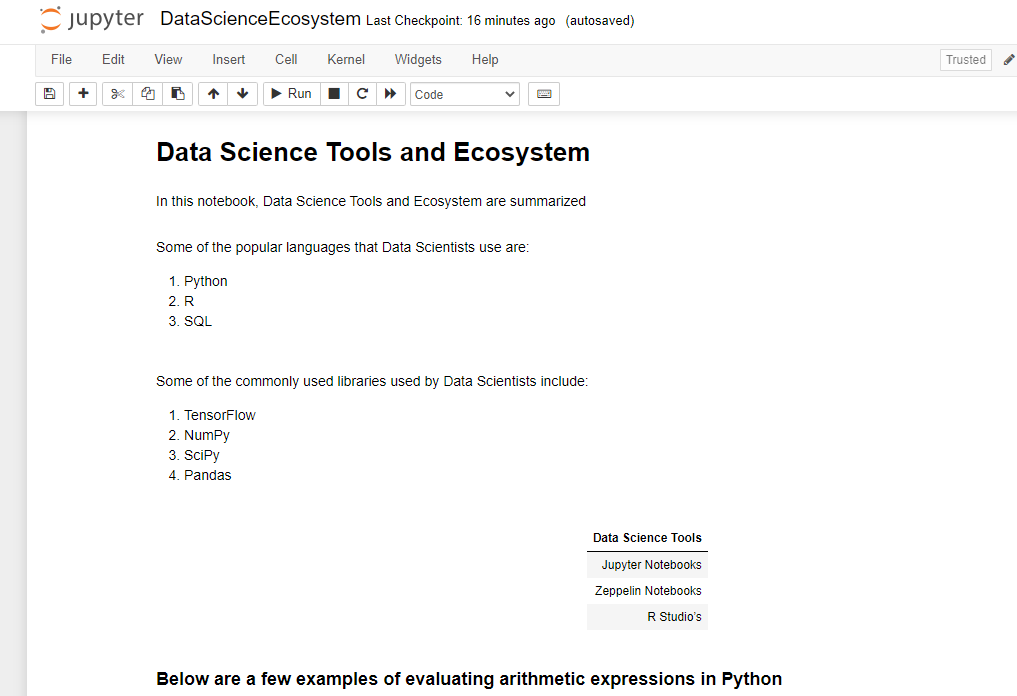 jupyter DataScienceEcosystem Last Checkpoint: 16 minutes ago (autosaved)
File Edit View Insert Cell Kernel Widgets Help Trusted
Run Code
Data Science Tools and Ecosystem
In this notebook, Data Science Tools and Ecosystem are summarized
Some of the popular languages that Data Scientists use are:
1. Python
2. R
3. SQL
Some of the commonly used libraries used by Data Scientists include:
1. TensorFlow
2. NumPy
3. SciPy
4. Pandas
Data Science Tools
Jupyter Notebooks
Zeppelin Notebooks
R Studio's
Below are a few examples of evaluating arithmetic expressions in Python